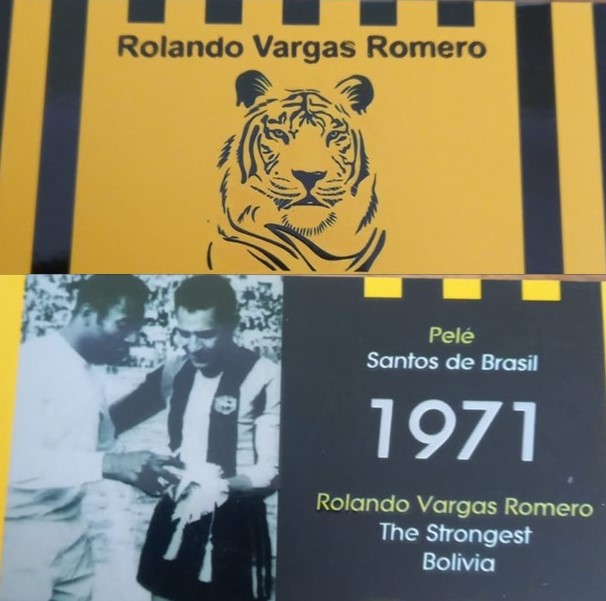 Rolando Vargas Romero
Pelé
Santos de Brasil
1971
Rolando Vargas Romero
The Strongest
Bolivia